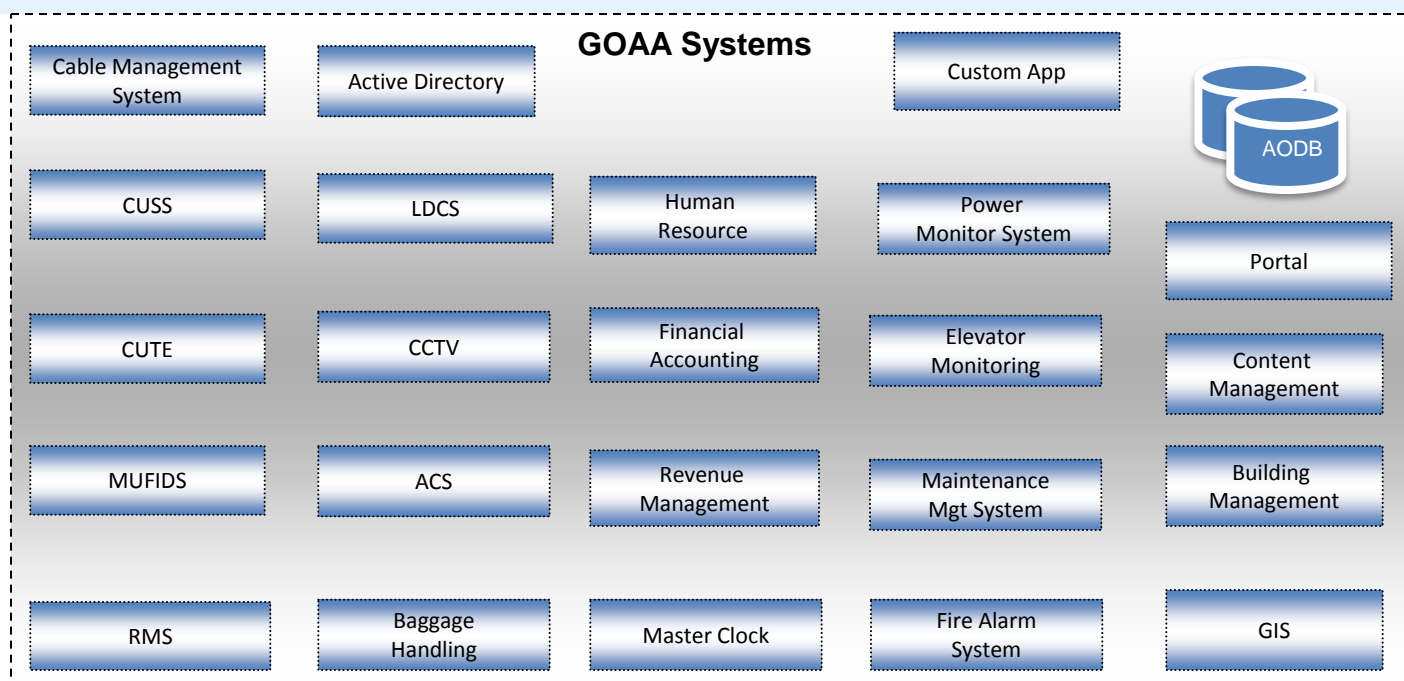 GOAA Systems
Cable Management
System
Active Directory
Custom App
AODB
CUSS
LDCS
Human
Resource
Power
Monitor System
Portal
CUTE
CCTV
Financial
Accounting
Elevator
Monitoring
Content
Management
MUFIDS
ACS
Revenue
Management
Maintenance
Mgt System
Building
Management
RMS
Baggage
Handling
Master Clock
Fire Alarm
System
GIS